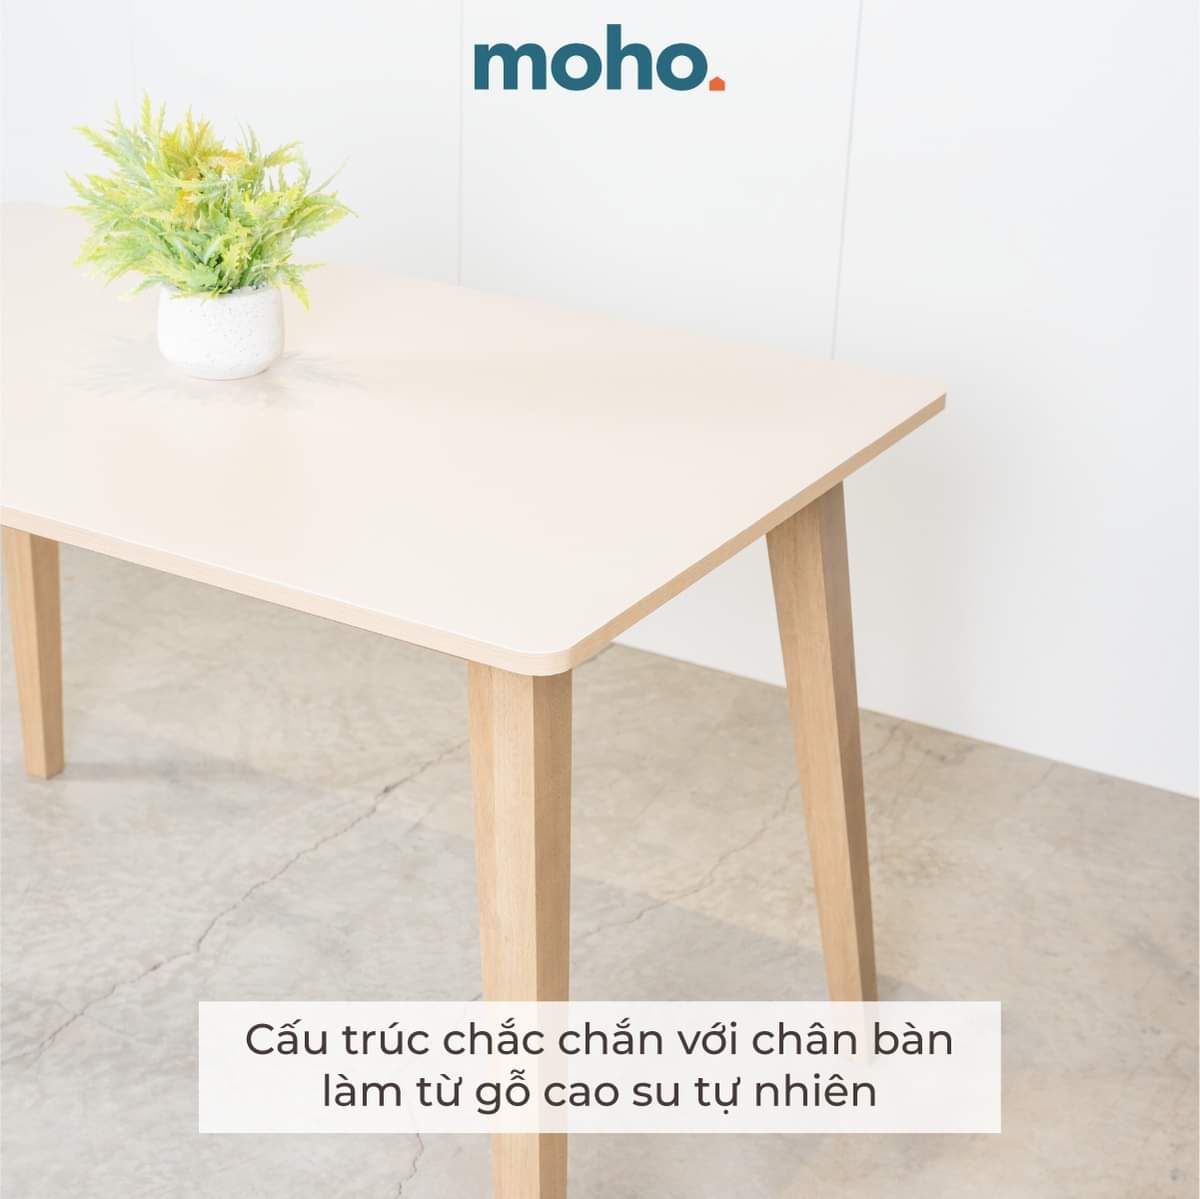 moho.
Cấu trúc chắc chắn với chân bàn
làm từ gỗ cao su tự nhiên